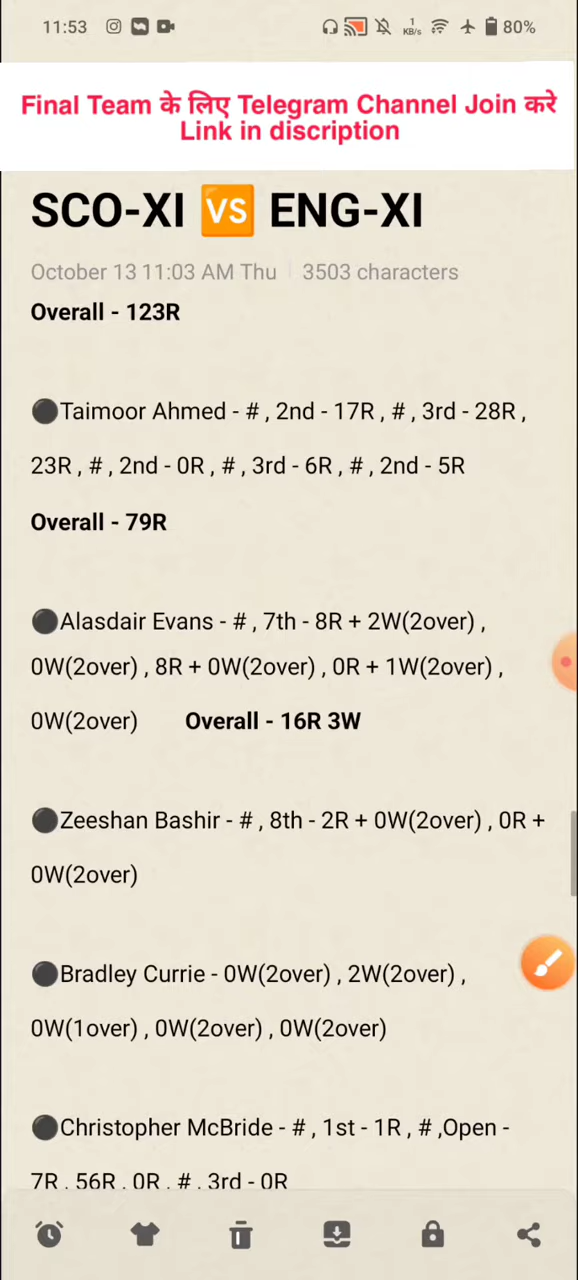 11:53
1
KB/s
80%
Final Team के लिए Telegram Channel Join करे
Link in discription
SCO-XI VS ENG-XI
October 13 11:03 AM Thu | 3503 characters
Overall - 123R
⚫Taimoor Ahmed - # , 2nd - 17R , # , 3rd - 28R ,
23R , # , 2nd - 0R , # , 3rd - 6R , # , 2nd - 5R
Overall - 79R
⚫Alasdair Evans - # , 7th - 8R + 2W(2over) ,
0W(2over) , 8R + 0W(2over) , 0R + 1W(2over) ,
0W(2over) Overall - 16R 3W
⚫Zeeshan Bashir - # , 8th - 2R + 0W(2over) , 0R +
0W(2over)
⚫Bradley Currie - 0W(2over) , 2W(2over) ,
0W(1over) , 0W(2over) , 0W(2over)
⚫Christopher McBride - # , 1st - 1R , # ,Open -
7R , 56R , 0R , # , 3rd - 0R